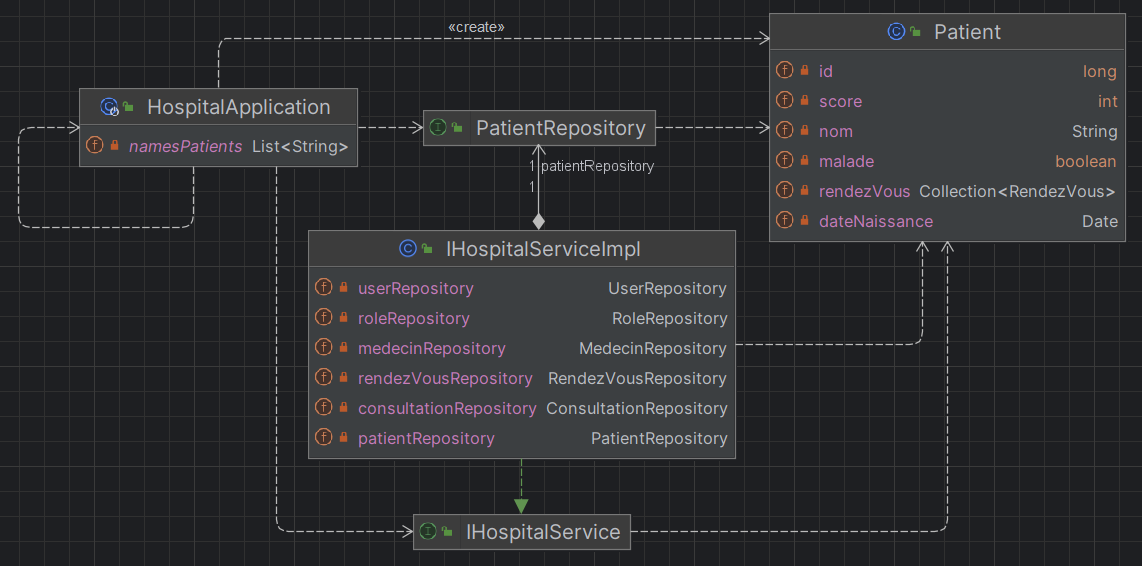 «create»
Patient
id long
score int
nom String
malade boolean
rendezVous Collection<RendezVous>
dateNaissance Date
HospitalApplication
namesPatients List<String>
PatientRepository
1 patientRepository
1
IHospitalServiceImpl
userRepository UserRepository
roleRepository RoleRepository
medecinRepository MedecinRepository
rendezVousRepository RendezVousRepository
consultationRepository ConsultationRepository
patientRepository PatientRepository
IHospitalService